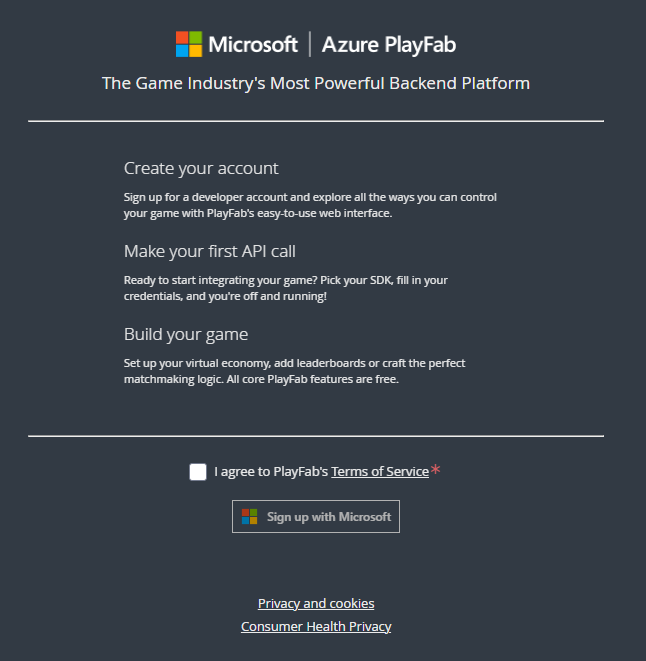 Microsoft | Azure PlayFab
The Game Industry's Most Powerful Backend Platform
Create your account
Sign up for a developer account and explore all the ways you can control
your game with PlayFab's easy-to-use web interface.
Make your first API call
Ready to start integrating your game? Pick your SDK, fill in your
credentials, and you're off and running!
Build your game
Set up your virtual economy, add leaderboards or craft the perfect
matchmaking logic. All core PlayFab features are free.
I agree to PlayFab's Terms of Service*
Sign up with Microsoft
Privacy and cookies
Consumer Health Privacy